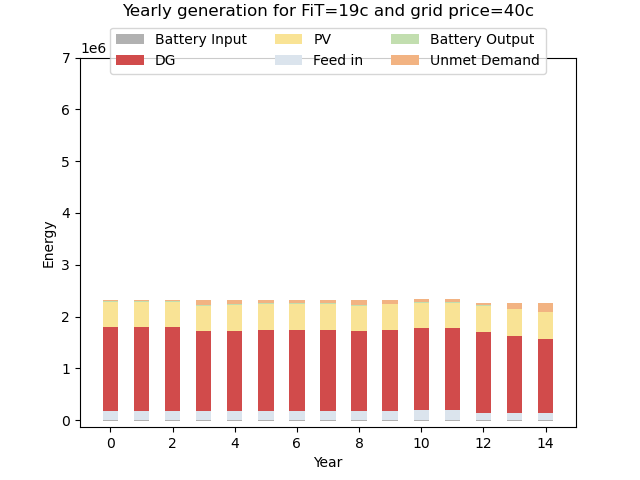 Yearly generation for FiT=19c and grid price=40c
Battery Input PV Battery Output
DG Feed in Unmet Demand
1e6
7
6
5
4
3
2
1
0
Energy
0 2 4 6 8 10 12 14
Year